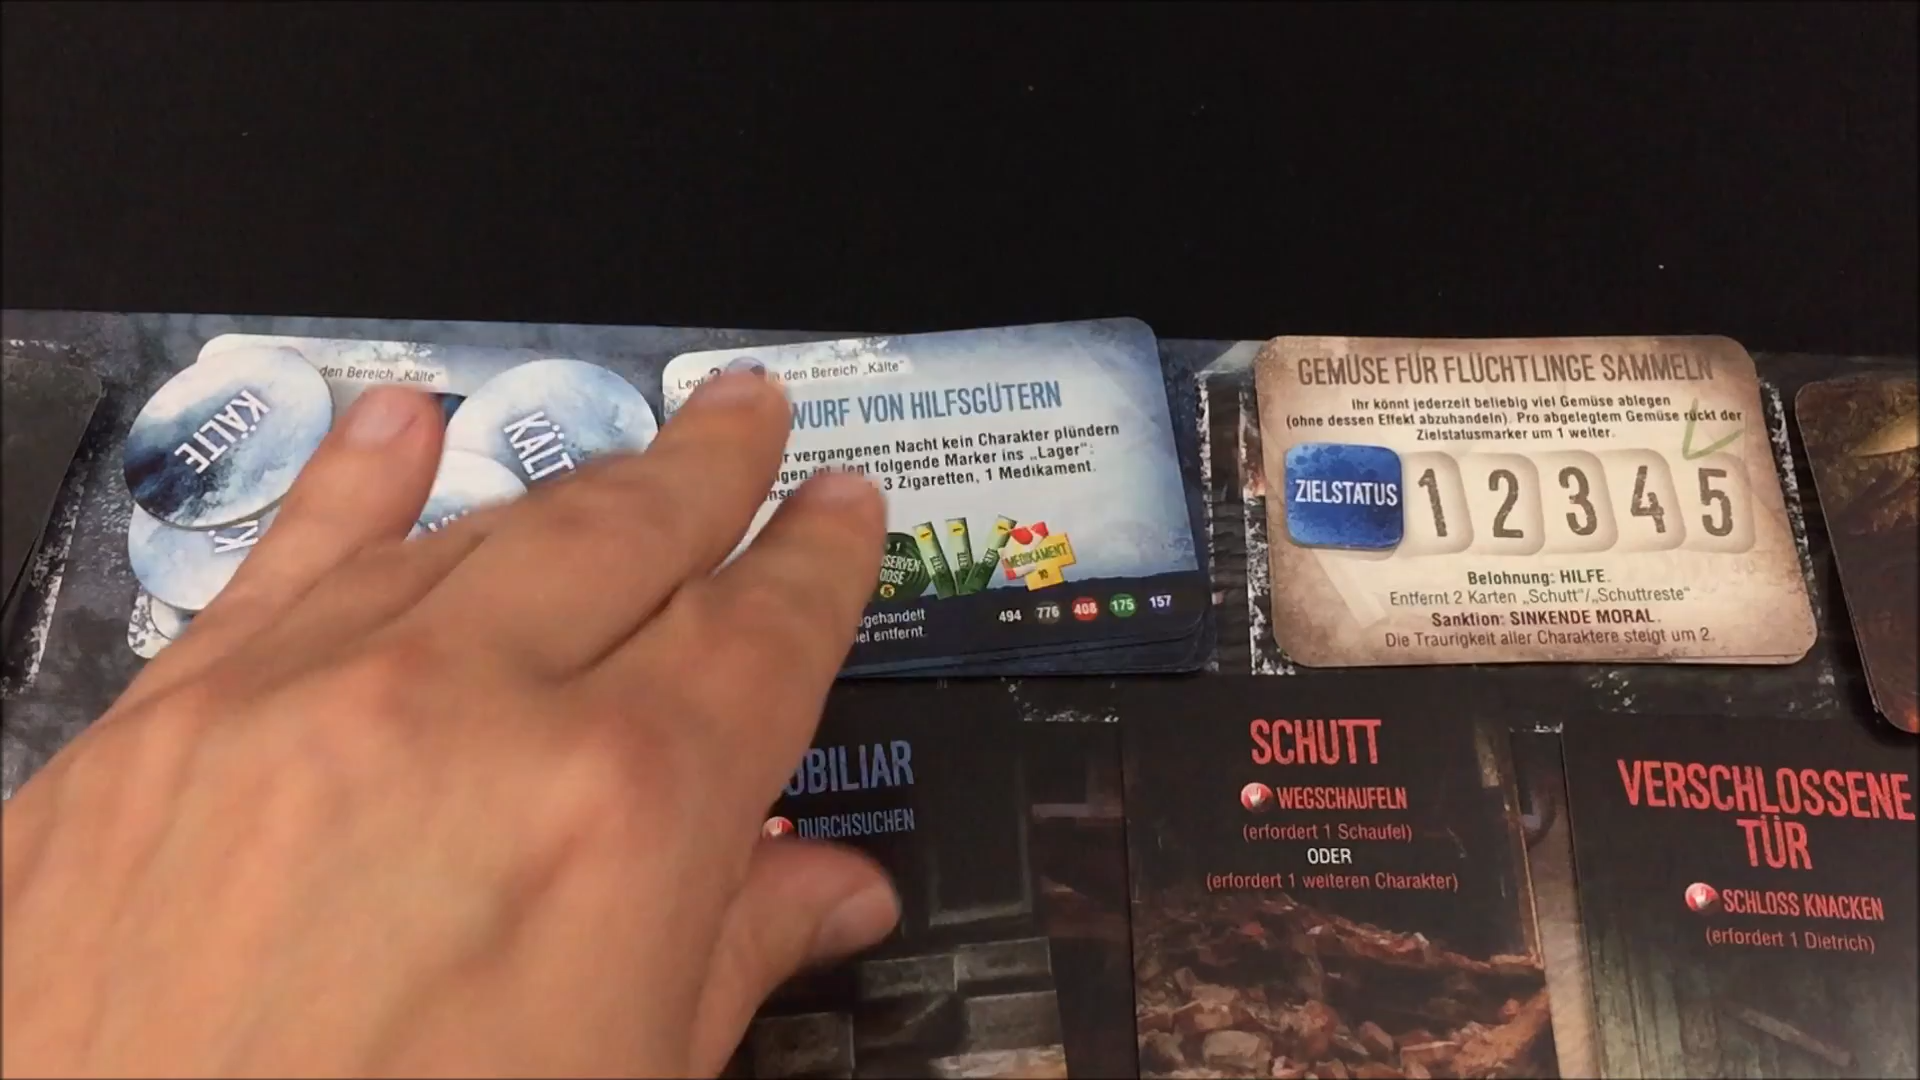 KÄLTE
den Bereich „Kälte"
KÄLT
Legt 3 in den Bereich „Kälte"
WURF VON HILFSGÜTERN
r vergangenen Nacht kein Charakter plündern
legt folgende Marker ins „Lager":
3 Zigaretten, 1 Medikament.
MEDIKAMENT
494 776 408 175 157
gehandelt
entfernt.
GEMÜSE FÜR FLÜCHTLINGE SAMMELN
Ihr könnt jederzeit beliebig viel Gemüse ablegen
(ohne dessen Effekt abzuhandeln). Pro abgelegtem Gemüse rückt der
Zielstatusmarker um 1 weiter.
ZIELSTATUS 1 2 3 4 5
Belohnung: HILFE.
Entfernt 2 Karten „Schutt"/„Schuttreste".
Sanktion: SINKENDE MORAL.
Die Traurigkeit aller Charaktere steigt um 2.
OBILIAR
DURCHSUCHEN
SCHUTT
WEGSCHAUFELN
(erfordert 1 Schaufel)
ODER
(erfordert 1 weiteren Charakter)
VERSCHLOSSENE
TÜR
SCHLOSS KNACKEN
(erfordert 1 Dietrich)